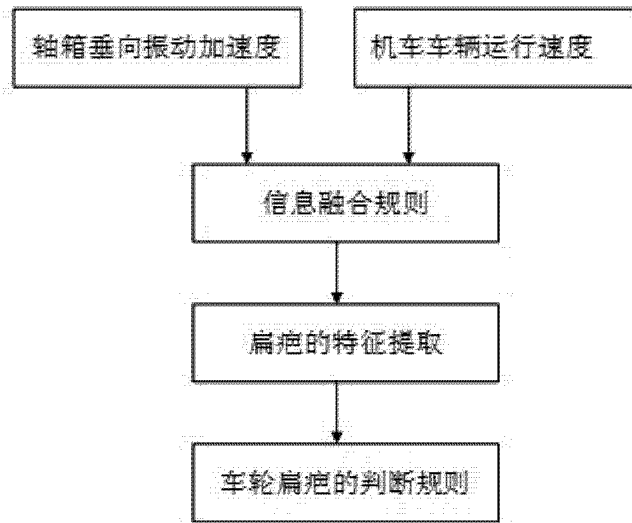 轴箱垂向振动加速度
机车车辆运行速度
信息融合规则
扁疤的特征提取
车轮扁疤的判断规则